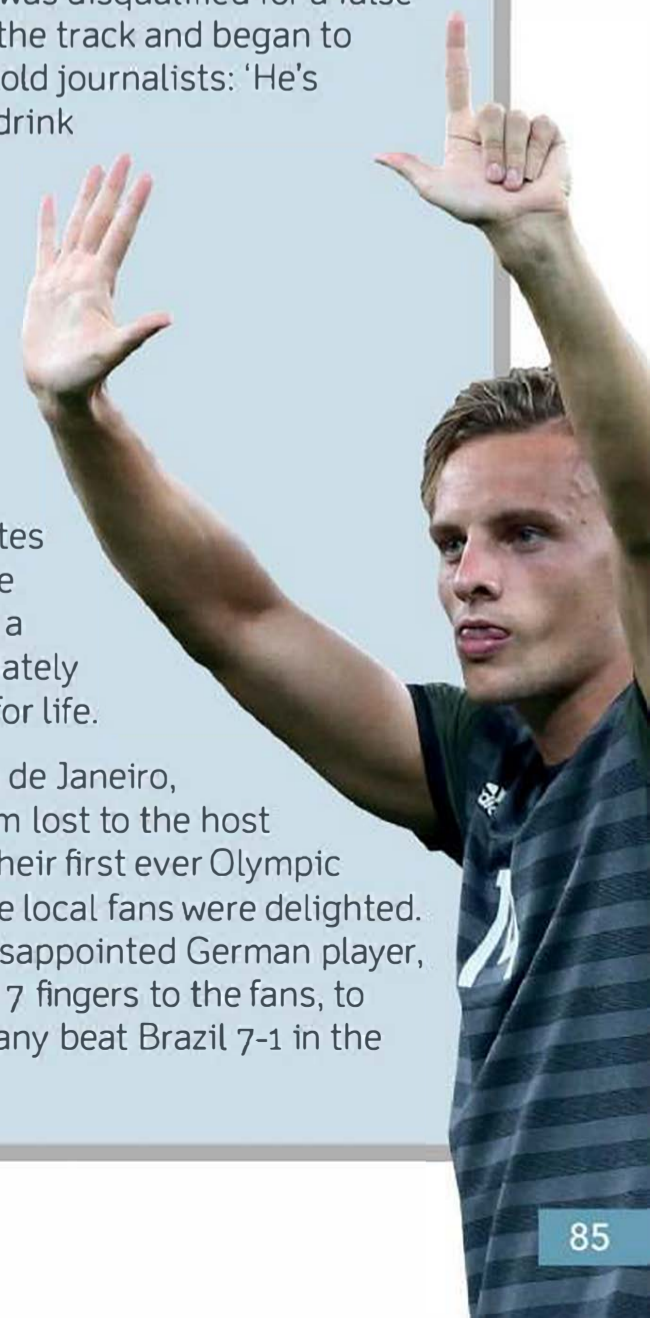 the track and began to
old journalists: ‘He’s
drink
tes
e
a
ately
for life.
de Janeiro,
m lost to the host
heir first ever Olympic
e local fans were delighted.
sappointed German player,
7 fingers to the fans, to
any beat Brazil 7-1 in the
85